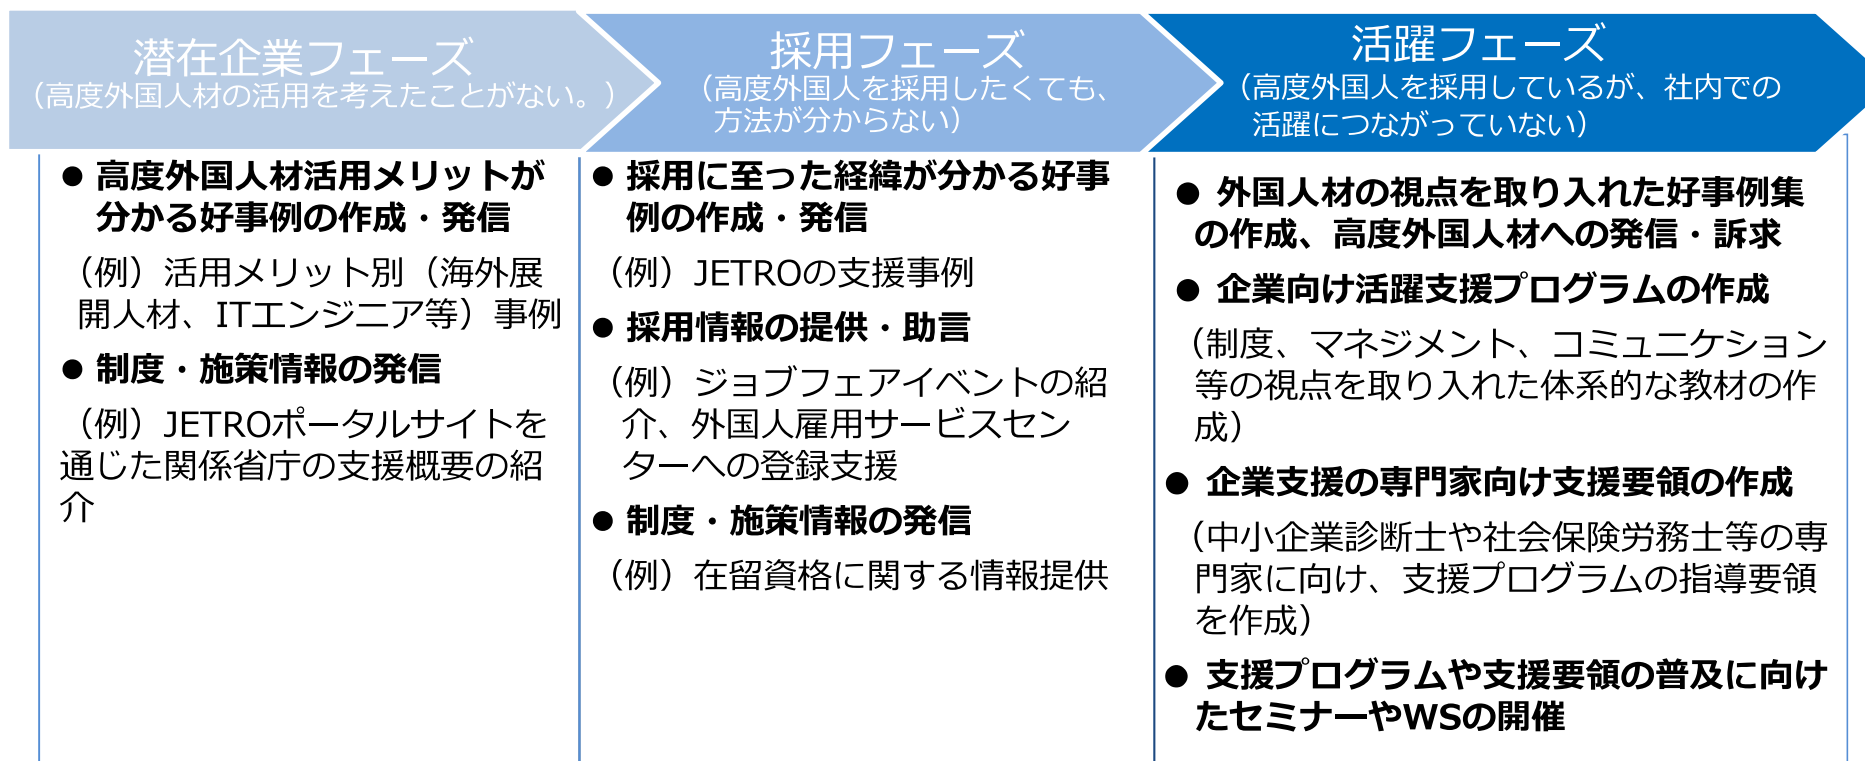 潜在企業フェーズ
（高度外国人材の活用を考えたことがない。）
● 高度外国人材活用メリットが
分かる好事例の作成・発信
（例）活用メリット別（海外展
開人材、ITエンジニア等）事例
● 制度・施策情報の発信
（例）JETROポータルサイトを
通じた関係省庁の支援概要の紹
介
採用フェーズ
（高度外国人を採用したくても、
方法が分からない）
● 採用に至った経緯が分かる好事
例の作成・発信
（例）JETROの支援事例
● 採用情報の提供・助言
（例）ジョブフェアイベントの紹
介、外国人雇用サービスセン
ターへの登録支援
● 制度・施策情報の発信
（例）在留資格に関する情報提供
活躍フェーズ
（高度外国人を採用しているが、社内での
活躍につながっていない）
● 外国人材の視点を取り入れた好事例集
の作成、高度外国人材への発信・訴求
● 企業向け活躍支援プログラムの作成
（制度、マネジメント、コミュニケション
等の視点を取り入れた体系的な教材の作
成）
● 企業支援の専門家向け支援要領の作成
（中小企業診断士や社会保険労務士等の専
門家に向け、支援プログラムの指導要領
を作成）
● 支援プログラムや支援要領の普及に向け
たセミナーやWSの開催